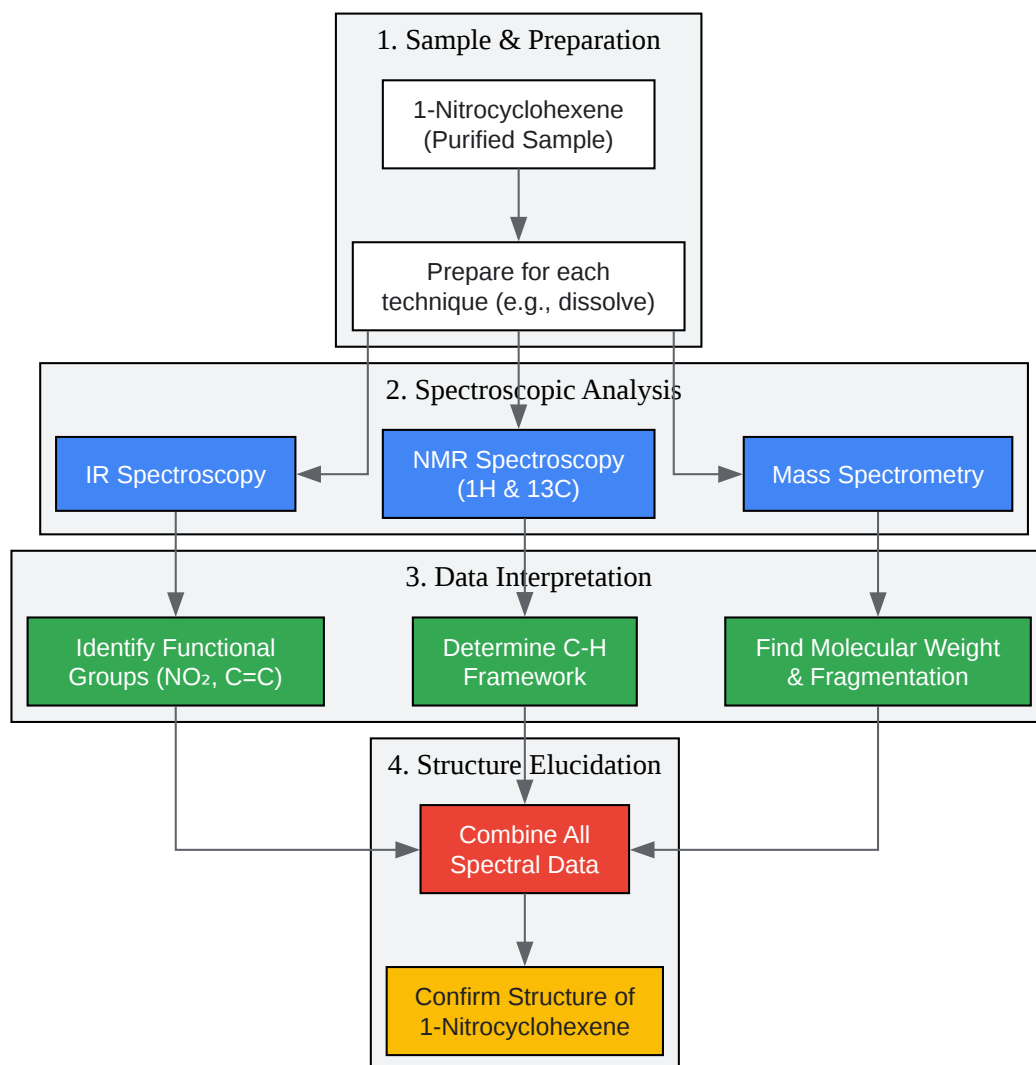 1. Sample & Preparation
1-Nitrocyclohexene
(Purified Sample)
Prepare for each
technique (e.g., dissolve)
2. Spectroscopic Analysis
IR Spectroscopy
NMR Spectroscopy
(1H & 13C)
Mass Spectrometry
3. Data Interpretation
Identify Functional
Groups (NO₂, C=C)
Determine C-H
Framework
Find Molecular Weight
& Fragmentation
4. Structure Elucidation
Combine All
Spectral Data
Confirm Structure of
1-Nitrocyclohexene